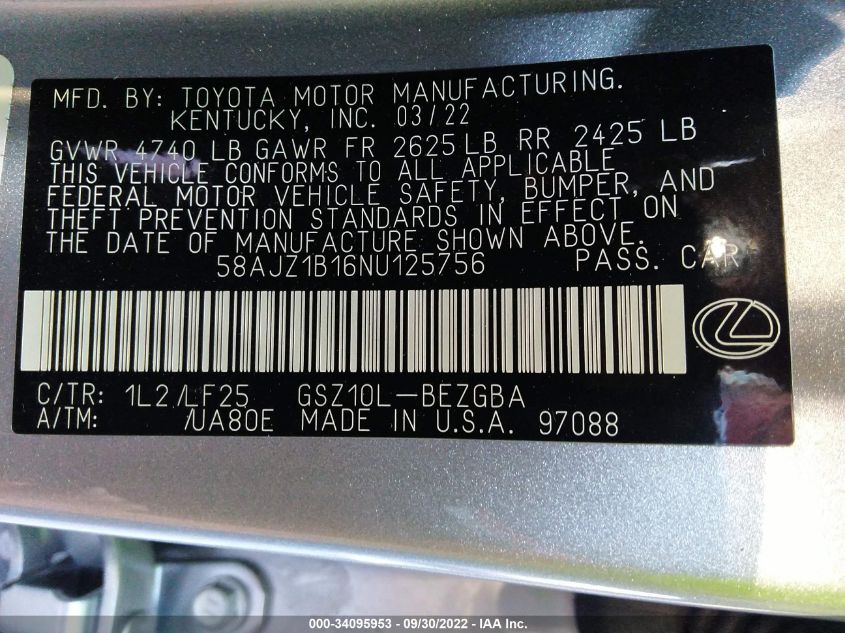 MFD. BY: TOYOTA MOTOR MANUFACTURING.
KENTUCKY, INC. 03/22
GVWR 4740 LB GAWR FR 2625 LB RR 2425 LB
THIS VEHICLE CONFORMS TO ALL APPLICABLE
FEDERAL MOTOR VEHICLE SAFETY, BUMPER, AND
THEFT PREVENTION STANDARDS IN EFFECT ON
THE DATE OF MANUFACTURE SHOWN ABOVE.
58AJZ1B16NU125756 PASS. CAR
C/TR: 1L2/LF25 GSZ10L-BEZGBA
A/TM: /UA80E MADE IN U.S.A. 97088
000-34095953 - 09/30/2022 - IAA Inc.